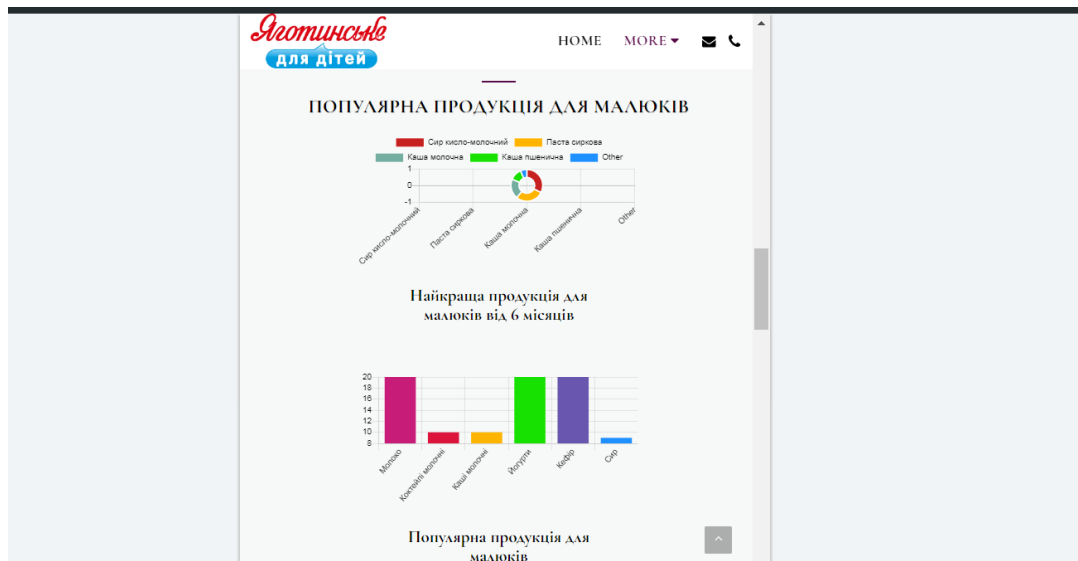 Яготинське
для дітей
HOME MORE
ПОПУЛЯРНА ПРОДУКЦІЯ ДЛЯ МАЛЮКІВ
Сир кисло-молочний Паста сиркова
Каша молочна Каша пшенична Other
1
0
-1
Сир кисло-молочний Паста сиркова Каша молочна Каша пшенична Other
Найкраща продукція для
малюків від 6 місяців
20
18
16
14
12
10
8
Молоко Коктейлі молочні Каші молочні Йогурти Кефір Сир
Популярна продукція для
малюків